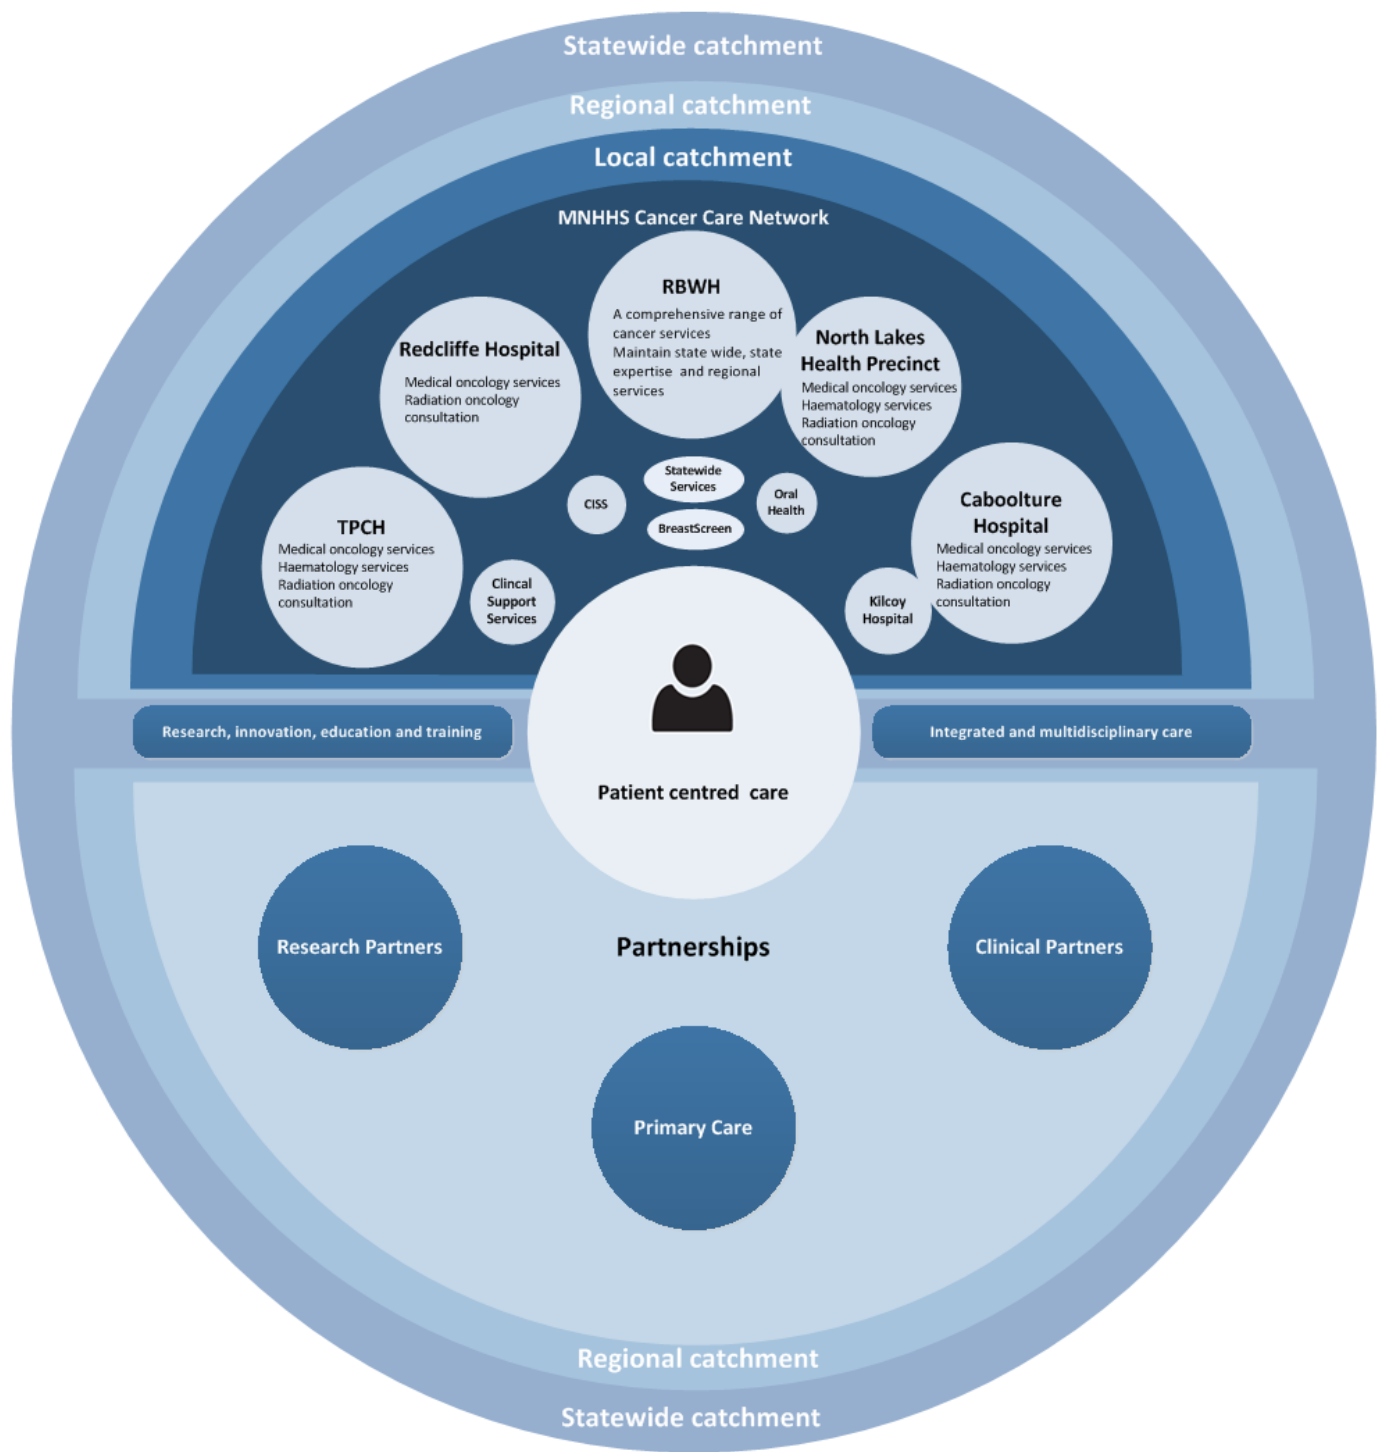 Statewide catchment
Regional catchment
Local catchment
MNHHS Cancer Care Network
RBWH
A comprehensive range of
cancer services
Maintain state wide, state
expertise and regional
services
Redcliffe Hospital
Medical oncology services
Radiation oncology
consultation
North Lakes
Health Precinct
Medical oncology services
Haematology services
Radiation oncology
consultation
TPCH
Medical oncology services
Haematology services
Radiation oncology
consultation
Caboolture
Hospital
Medical oncology services
Haematology services
Radiation oncology
consultation
CISS
Statewide
Services
BreastScreen
Oral
Health
Clincal
Support
Services
Kilcoy
Hospital
Research, innovation, education and training
Integrated and multidisciplinary care
Patient centred care
Research Partners
Partnerships
Clinical Partners
Primary Care
Regional catchment
Statewide catchment